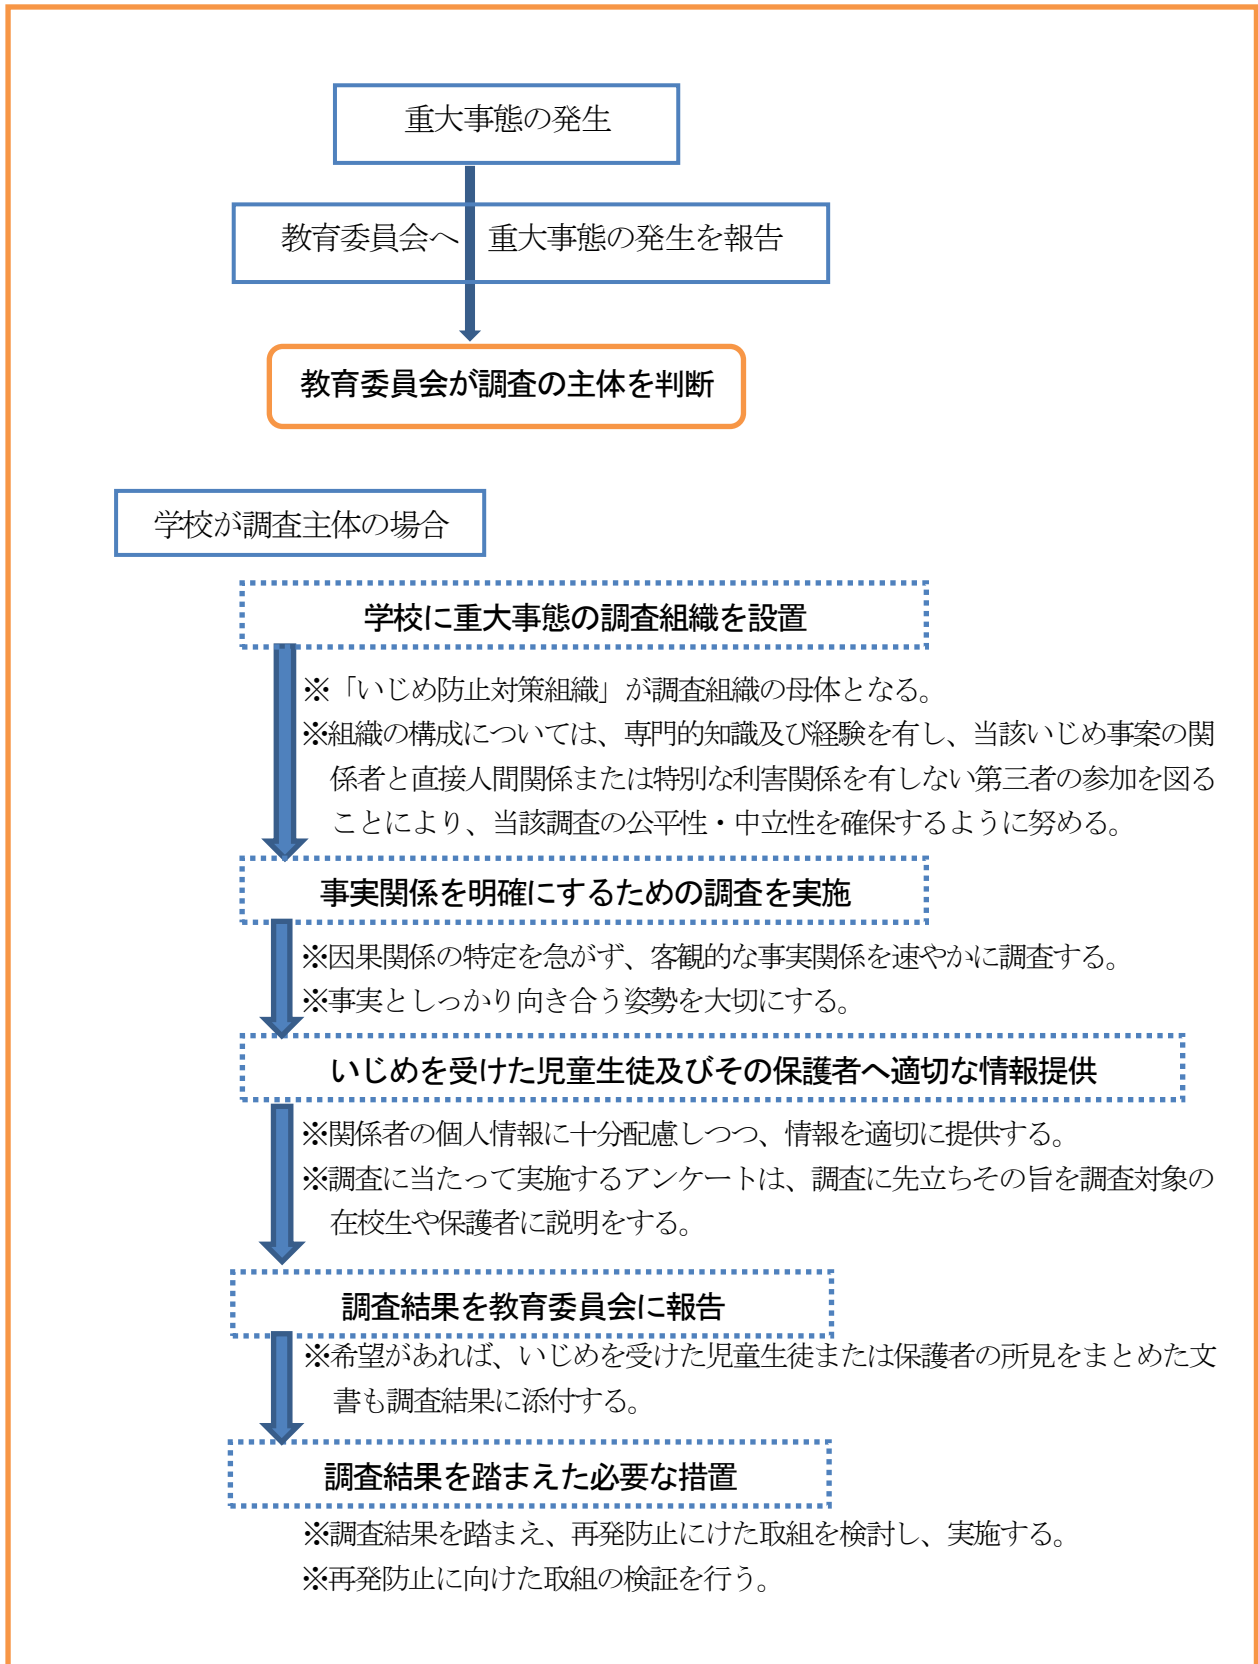 重大事態の発生
教育委員会へ 重大事態の発生を報告
教育委員会が調査の主体を判断
学校が調査主体の場合
学校に重大事態の調査組織を設置
※「いじめ防止対策組織」が調査組織の母体となる。
※組織の構成については、専門的知識及び経験を有し、当該いじめ事案の関
係者と直接人間関係または特別な利害関係を有しない第三者の参加を図る
ことにより、当該調査の公平性・中立性を確保するように努める。
事実関係を明確にするための調査を実施
※因果関係の特定を急がず、客観的な事実関係を速やかに調査する。
※事実としっかり向き合う姿勢を大切にする。
いじめを受けた児童生徒及びその保護者へ適切な情報提供
※関係者の個人情報に十分配慮しつつ、情報を適切に提供する。
※調査に当たって実施するアンケートは、調査に先立ちその旨を調査対象の
在校生や保護者に説明をする。
調査結果を教育委員会に報告
※希望があれば、いじめを受けた児童生徒または保護者の所見をまとめた文
書も調査結果に添付する。
調査結果を踏まえた必要な措置
※調査結果を踏まえ、再発防止にけた取組を検討し、実施する。
※再発防止に向けた取組の検証を行う。